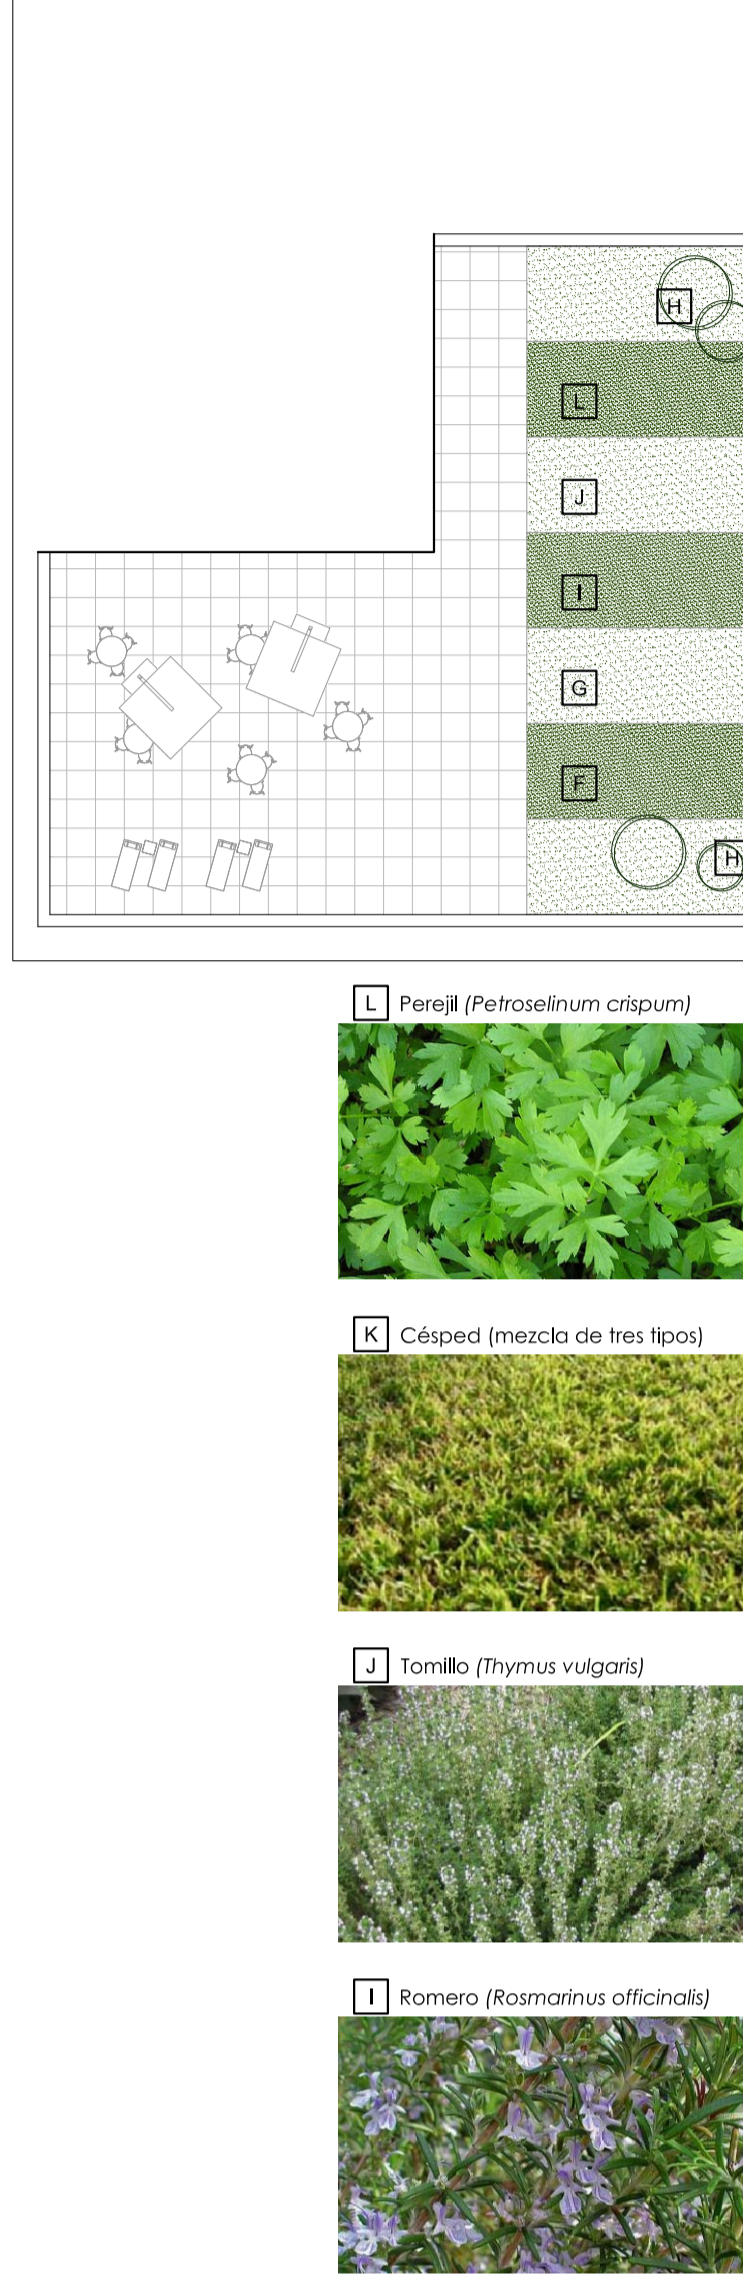 H
L
J
I
G
F
H
L Perejil (Petroselinum crispum)
K Césped (mezcla de tres tipos)
J Tomillo (Thymus vulgaris)
I Romero (Rosmarinus officinalis)